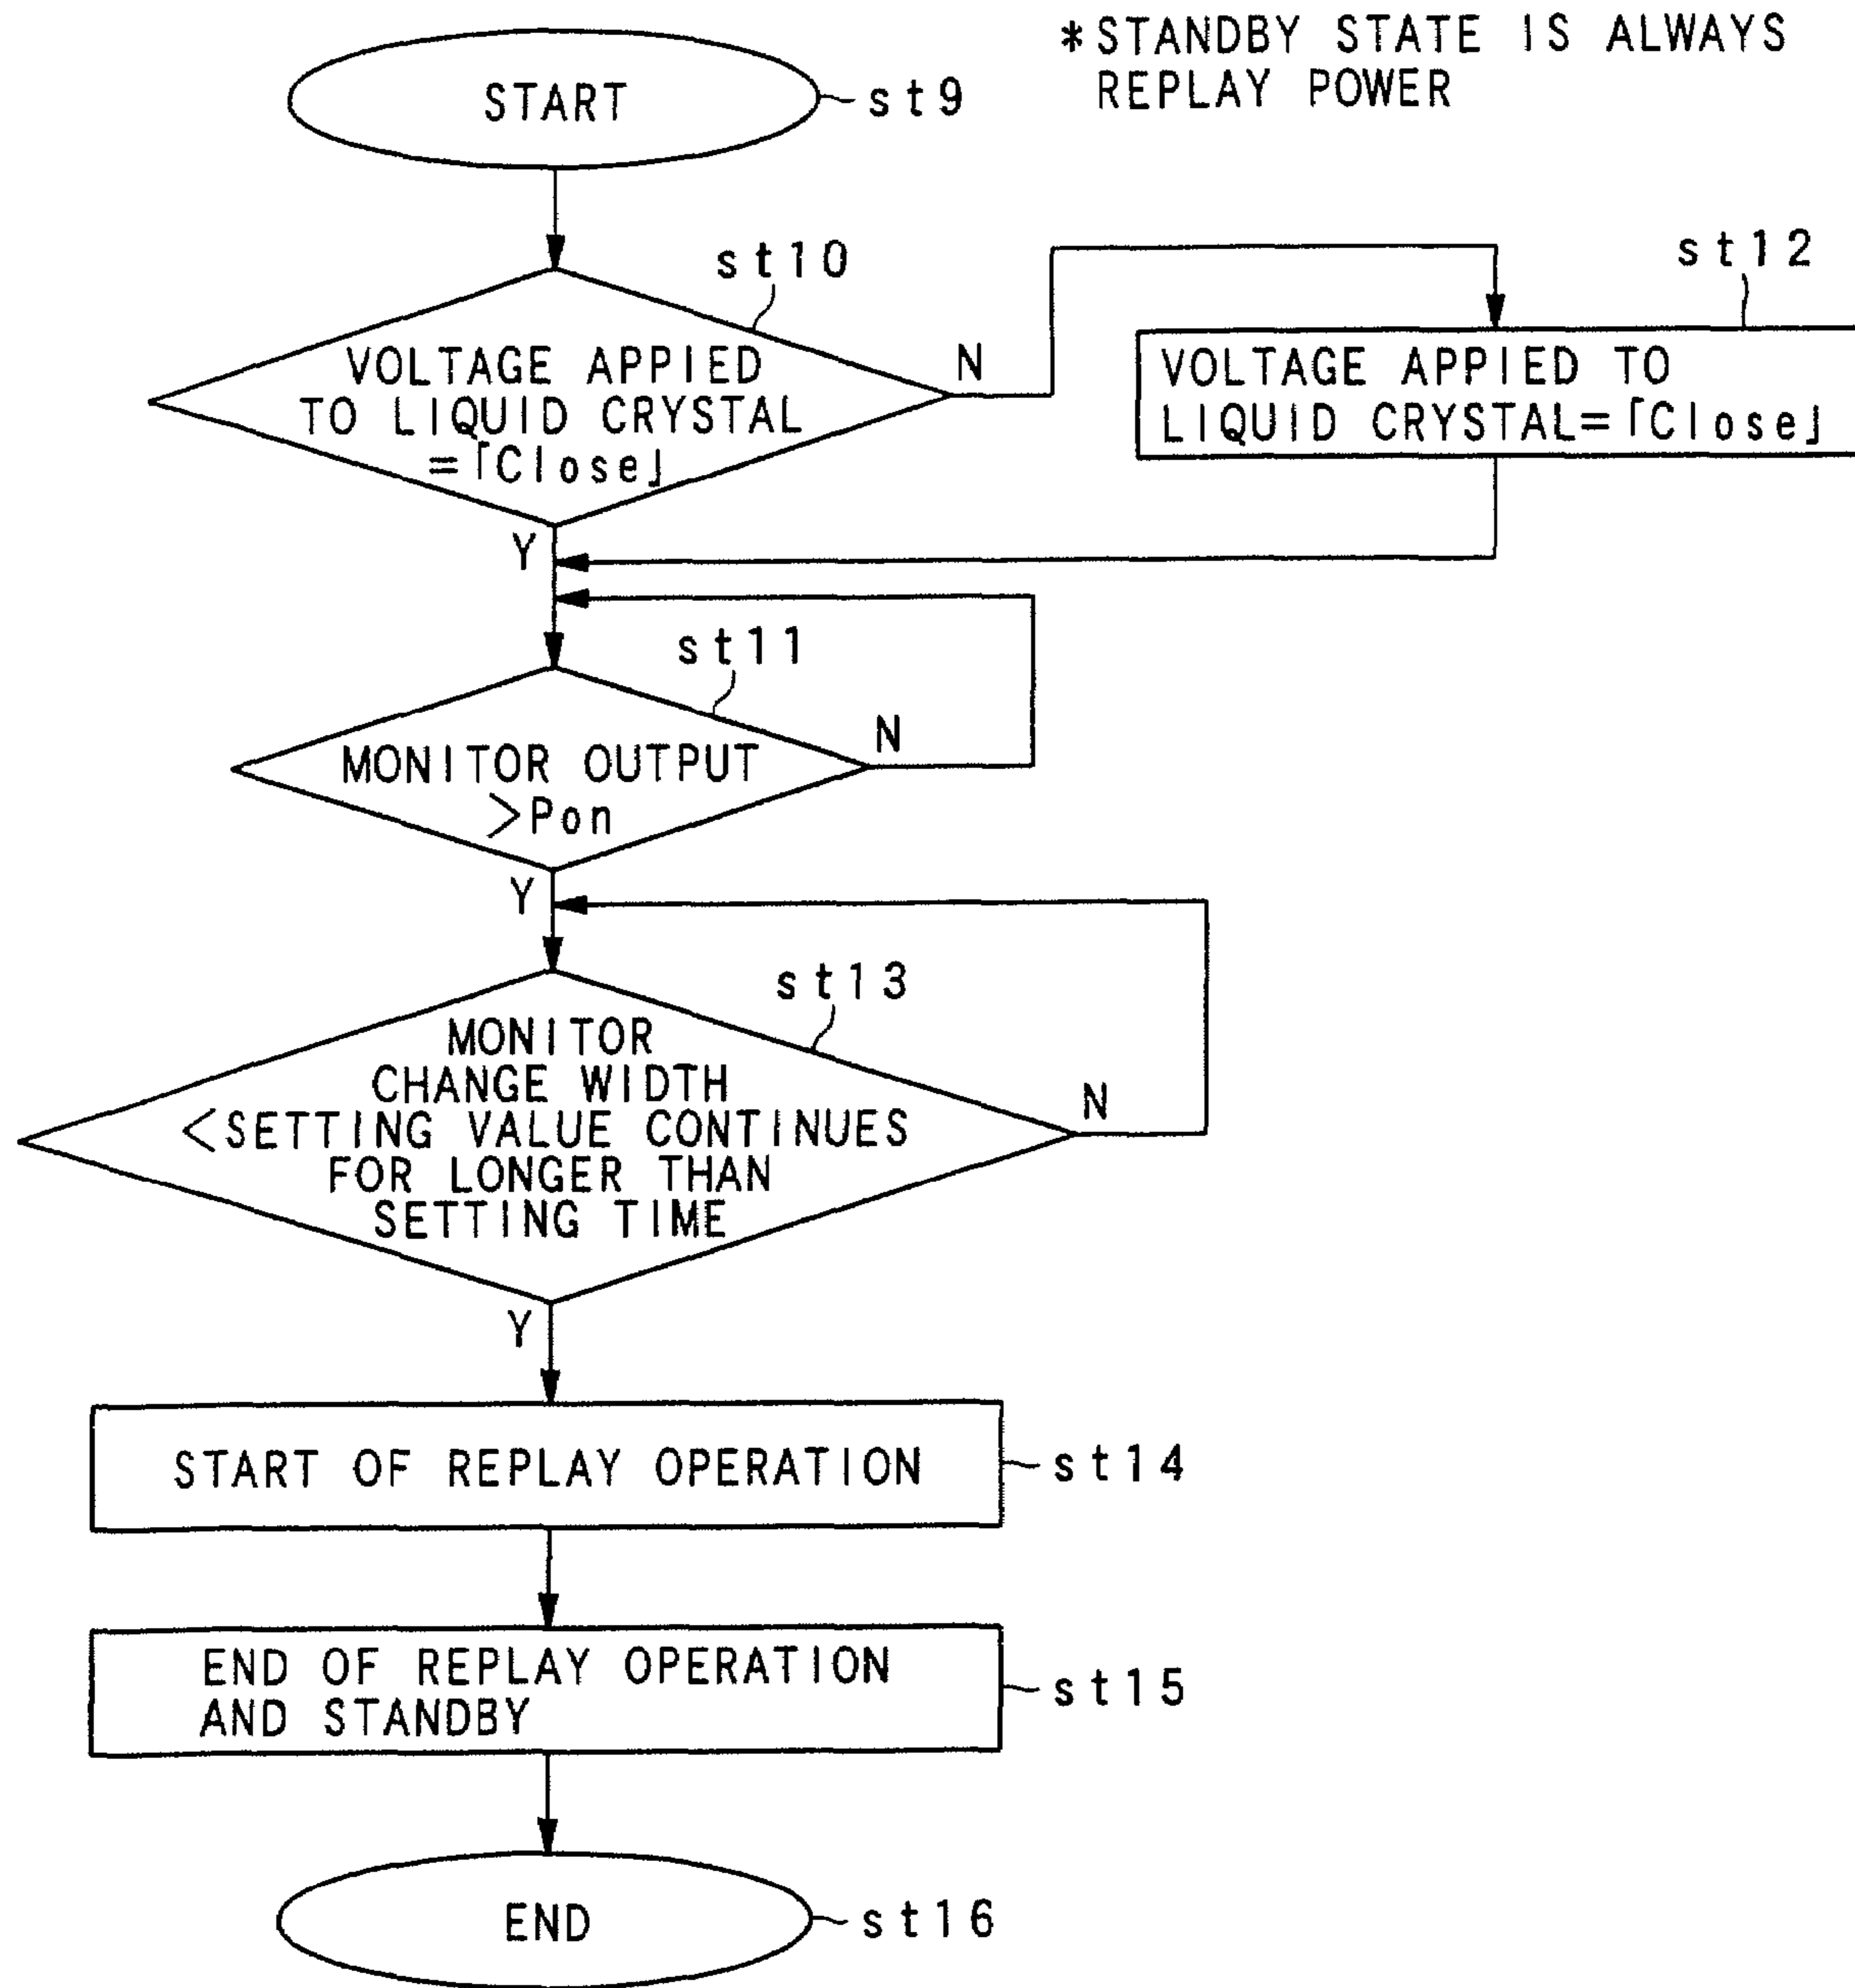 *STANDBY STATE IS ALWAYS
REPLAY POWER
START
st9
st10
VOLTAGE APPIED
TO LIQUID CRYSTAL
=「Close」
N
Y
st12
VOLTAGE APPIED TO
LIQUID CRYSTAL=「Close」
st11
MONITOR OUTPUT
>Pon
N
Y
st13
MONITOR
CHANGE WIDTH
<SETTING VALUE CONTINUES
FOR LONGER THAN
SETTING TIME
N
Y
START OF REPLAY OPERATION
st14
END OF REPLAY OPERATION
AND STANDBY
st15
END
st16